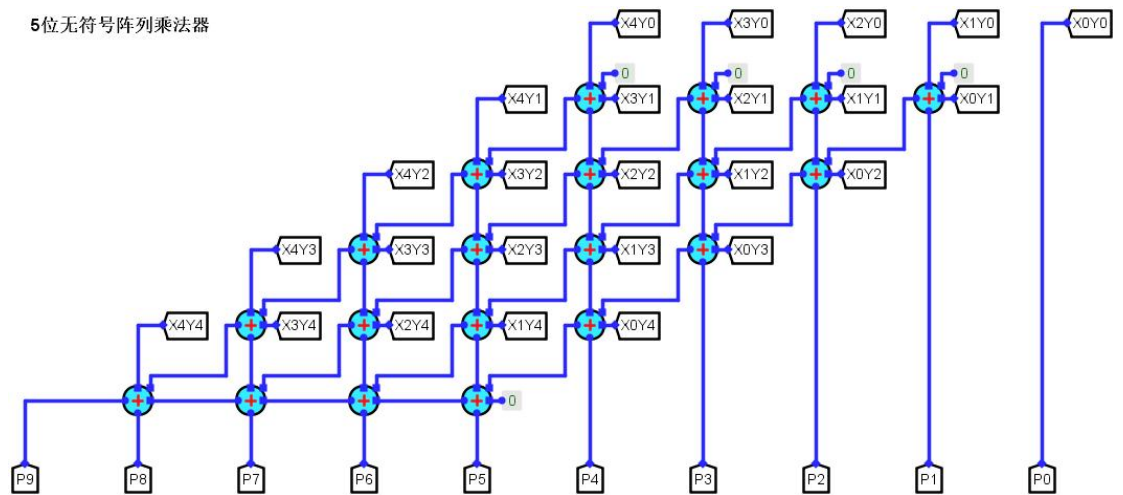 5位无符号阵列乘法器
X4Y0 X3Y0 X2Y0 X1Y0 X0Y0
0 0 0 0
X4Y1 X3Y1 X2Y1 X1Y1 X0Y1
X4Y2 X3Y2 X2Y2 X1Y2 X0Y2
X4Y3 X3Y3 X2Y3 X1Y3 X0Y3
X4Y4 X3Y4 X2Y4 X1Y4 X0Y4
0
P9 P8 P7 P6 P5 P4 P3 P2 P1 P0